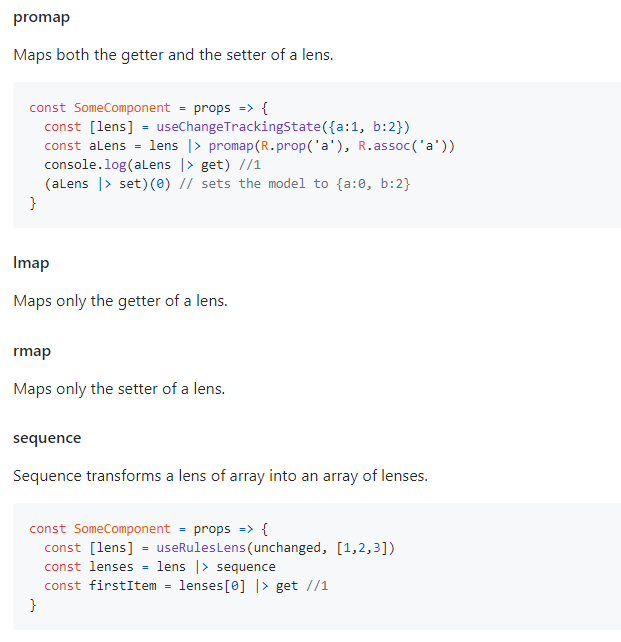 promap
Maps both the getter and the setter of a lens.
const SomeComponent = props => {
  const [lens] = useChangeTrackingState({a:1, b:2})
  const aLens = lens |> promap(R.prop('a'), R.assoc('a'))
  console.log(aLens |> get) //1
  (aLens |> set)(0) // sets the model to {a:0, b:2}
}
lmap
Maps only the getter of a lens.
rmap
Maps only the setter of a lens.
sequence
Sequence transforms a lens of array into an array of lenses.
const SomeComponent = props => {
  const [lens] = useRulesLens(unchanged, [1,2,3])
  const lenses = lens |> sequence
  const firstItem = lenses[0] |> get //1
}